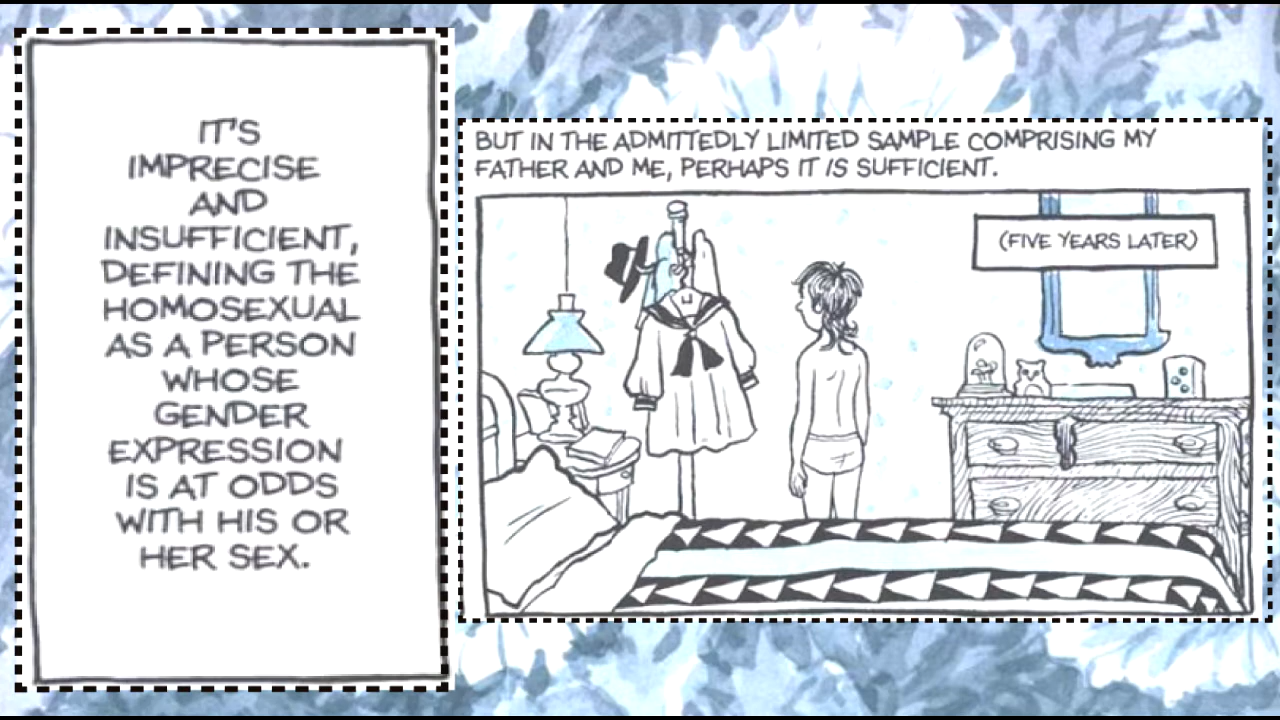 IT'S
IMPRECISE
AND
INSUFFICIENT,
DEFINING THE
HOMOSEXUAL
AS A PERSON
WHOSE
GENDER
EXPRESSION
IS AT ODDS
WITH HIS OR
HER SEX.
BUT IN THE ADMITTEDLY LIMITED SAMPLE COMPRISING MY
FATHER AND ME, PERHAPS IT IS SUFFICIENT.
(FIVE YEARS LATER)